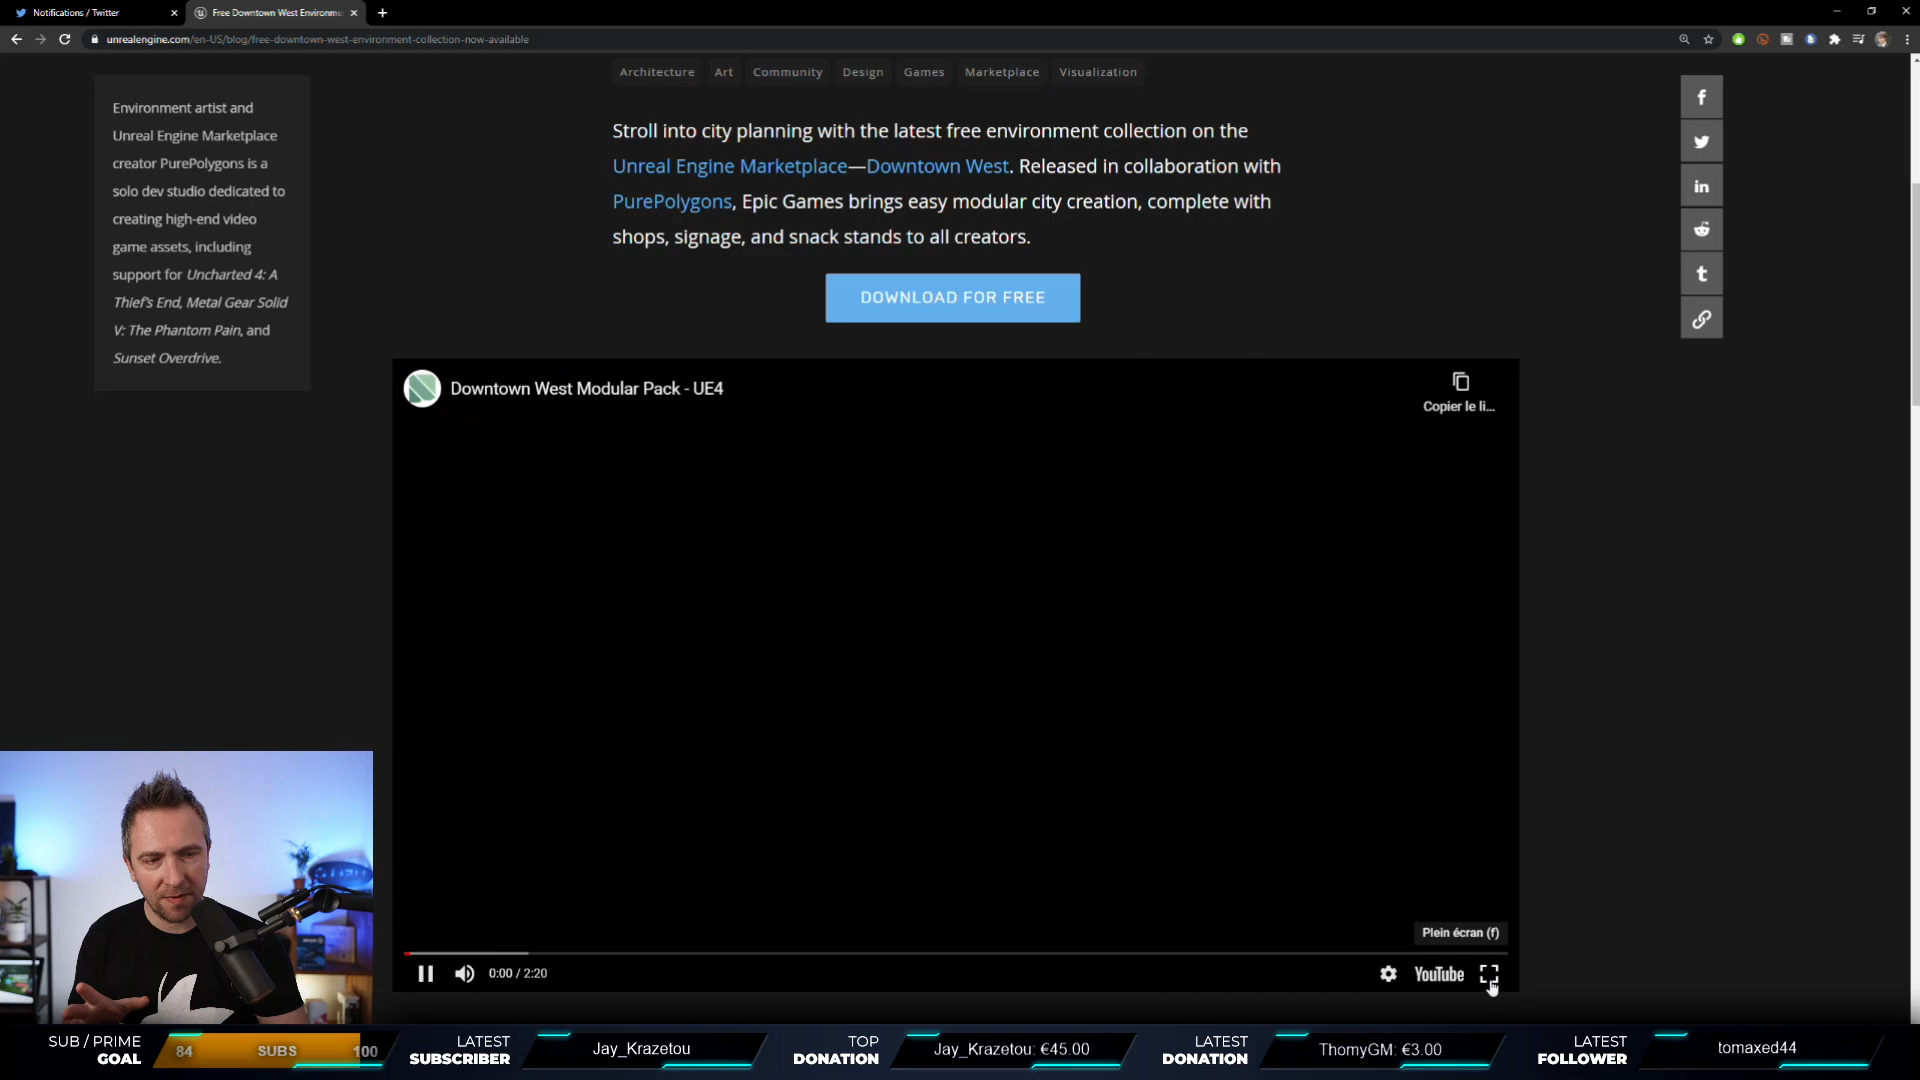 Notifications / Twitter
Free Downtown West Environme
unrealengine.com/en-US/blog/free-downtown-west-environment-collection-now-available
Architecture Art Community Design Games Marketplace Visualization
Environment artist and
Unreal Engine Marketplace
creator PurePolygons is a
solo dev studio dedicated to
creating high-end video
game assets, including
support for Uncharted 4: A
Thief's End, Metal Gear Solid
V: The Phantom Pain, and
Sunset Overdrive.
Stroll into city planning with the latest free environment collection on the
Unreal Engine Marketplace—Downtown West. Released in collaboration with
PurePolygons, Epic Games brings easy modular city creation, complete with
shops, signage, and snack stands to all creators.
DOWNLOAD FOR FREE
Downtown West Modular Pack - UE4
Copier le li...
Plein écran (f)
0:00 / 2:20
YouTube
SUB / PRIME
GOAL
84 SUBS 100
LATEST
SUBSCRIBER
Jay_Krazetou
TOP
DONATION
Jay_Krazetou: €45.00
LATEST
DONATION
ThomyGM: €3.00
LATEST
FOLLOWER
tomaxed44